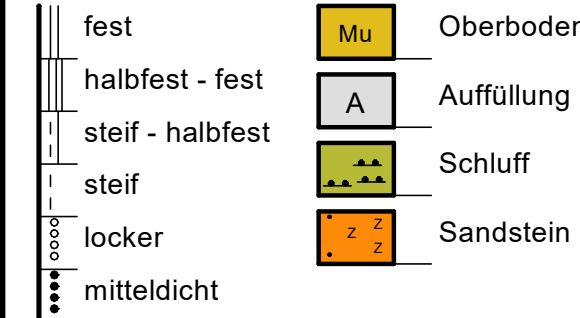 fest
halbfest - fest
steif - halbfest
steif
locker
mitteldicht
Mu Oberboden
A Auffüllung
Schluff
z z z Sandstein